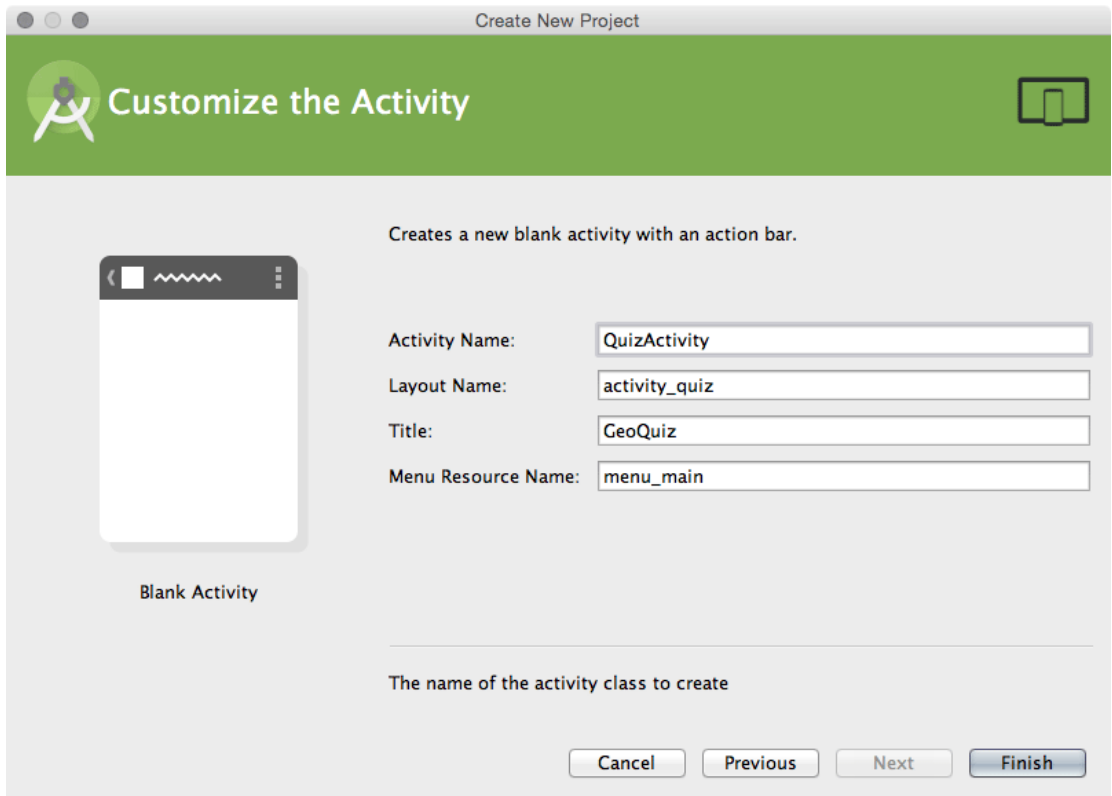 Create New Project
Customize the Activity
Creates a new blank activity with an action bar.
Activity Name: QuizActivity
Layout Name: activity_quiz
Title: GeoQuiz
Menu Resource Name: menu_main
Blank Activity
The name of the activity class to create
Cancel Previous Next Finish